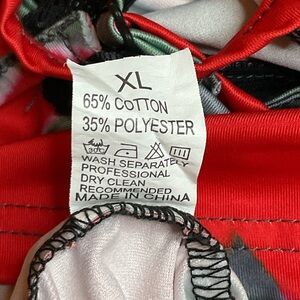 XL
65% COTTON
35% POLYESTER
WASH SEPARATELY
PROFESSIONAL
DRY CLEAN
RECOMMENDED
MADE IN CHINA